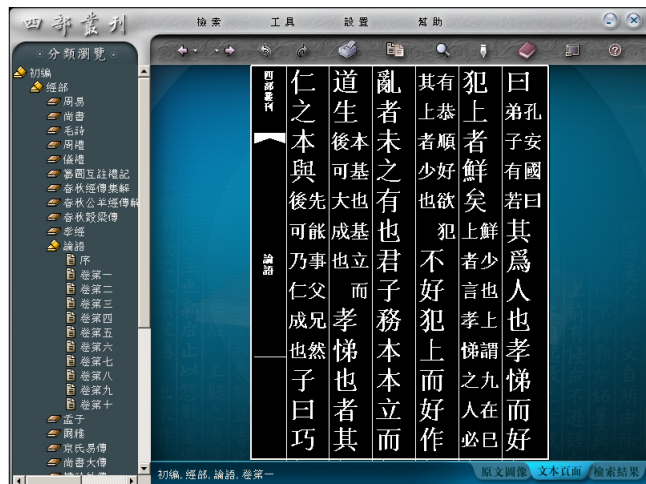 四部叢刊
檢索 工具 設置 幫助
·分類瀏覽·
初編
經部
周易
尚書
毛詩
周禮
儀禮
纂圖互註禮記
春秋經傳集解
春秋公羊經傳解
春秋穀梁傳
孝經
論語
序
卷第一
卷第二
卷第三
卷第四
卷第五
卷第六
卷第七
卷第八
卷第九
卷第十
孟子
爾雅
京氏易傳
尚書大傳
曰孔安國曰弟子有若其爲人也孝悌而好
犯上者鮮矣鮮少也上謂九在巳上者言孝悌之人必
有恭順好欲犯其上者少也不好犯上而好作
亂者未之有也君子務本本立而
道生本基也基立而後可大成也孝悌也者其
仁之本與先能事父兄然後可乃仁成也子曰巧
四部叢刊
論語
初編, 經部, 論語, 卷第一
原文圖像 文本頁面 檢索結果